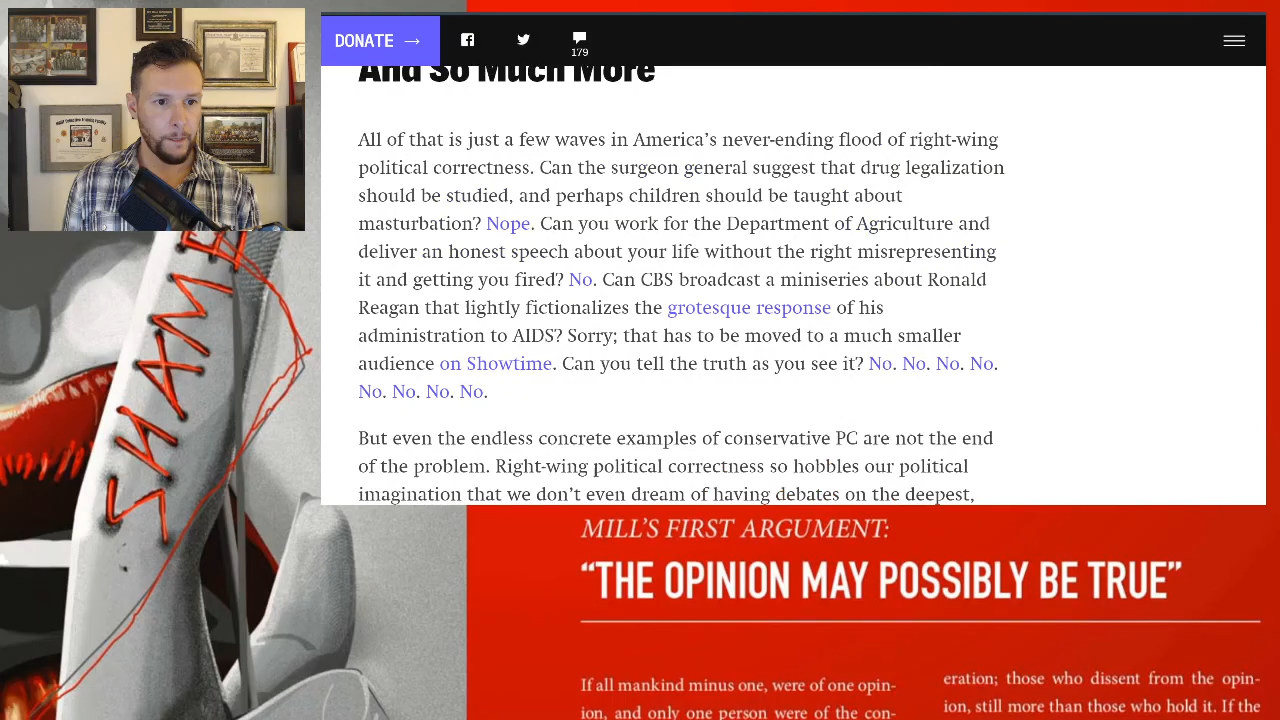 DONATE →
179
And So Much More
All of that is just a few waves in America's never-ending flood of right-wing
political correctness. Can the surgeon general suggest that drug legalization
should be studied, and perhaps children should be taught about
masturbation? Nope. Can you work for the Department of Agriculture and
deliver an honest speech about your life without the right misrepresenting
it and getting you fired? No. Can CBS broadcast a miniseries about Ronald
Reagan that lightly fictionalizes the grotesque response of his
administration to AIDS? Sorry; that has to be moved to a much smaller
audience on Showtime. Can you tell the truth as you see it? No. No. No. No.
No. No. No. No.
But even the endless concrete examples of conservative PC are not the end
of the problem. Right-wing political correctness so hobbles our political
imagination that we don't even dream of having debates on the deepest,
MILL'S FIRST ARGUMENT:
“THE OPINION MAY POSSIBLY BE TRUE”
If all mankind minus one, were of one opin-
ion, and only one person were of the con-
eration; those who dissent from the opin-
ion, still more than those who hold it. If the